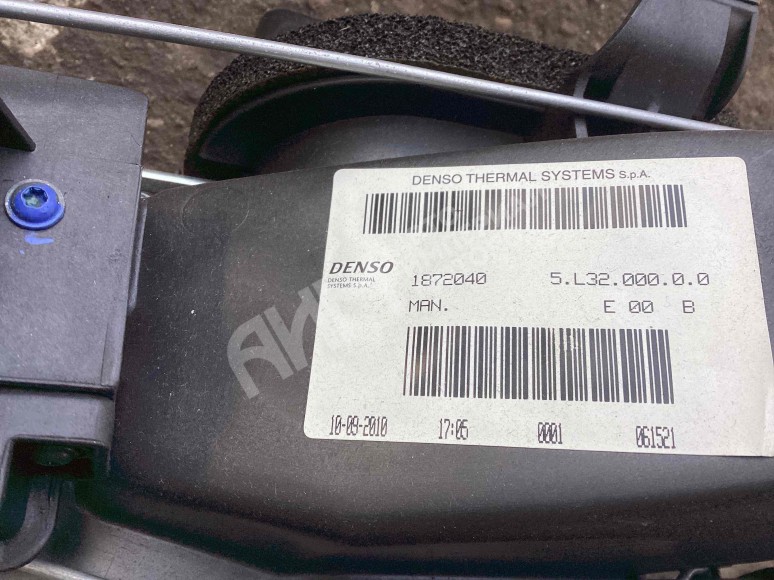 DENSO THERMAL SYSTEMS S.p.A.
DENSO
DENSO THERMAL
SYSTEMS S.p.A.
1872040 5.L32.000.0.0
MAN. E 00 B
10-09-2010 17:05 0001 061521